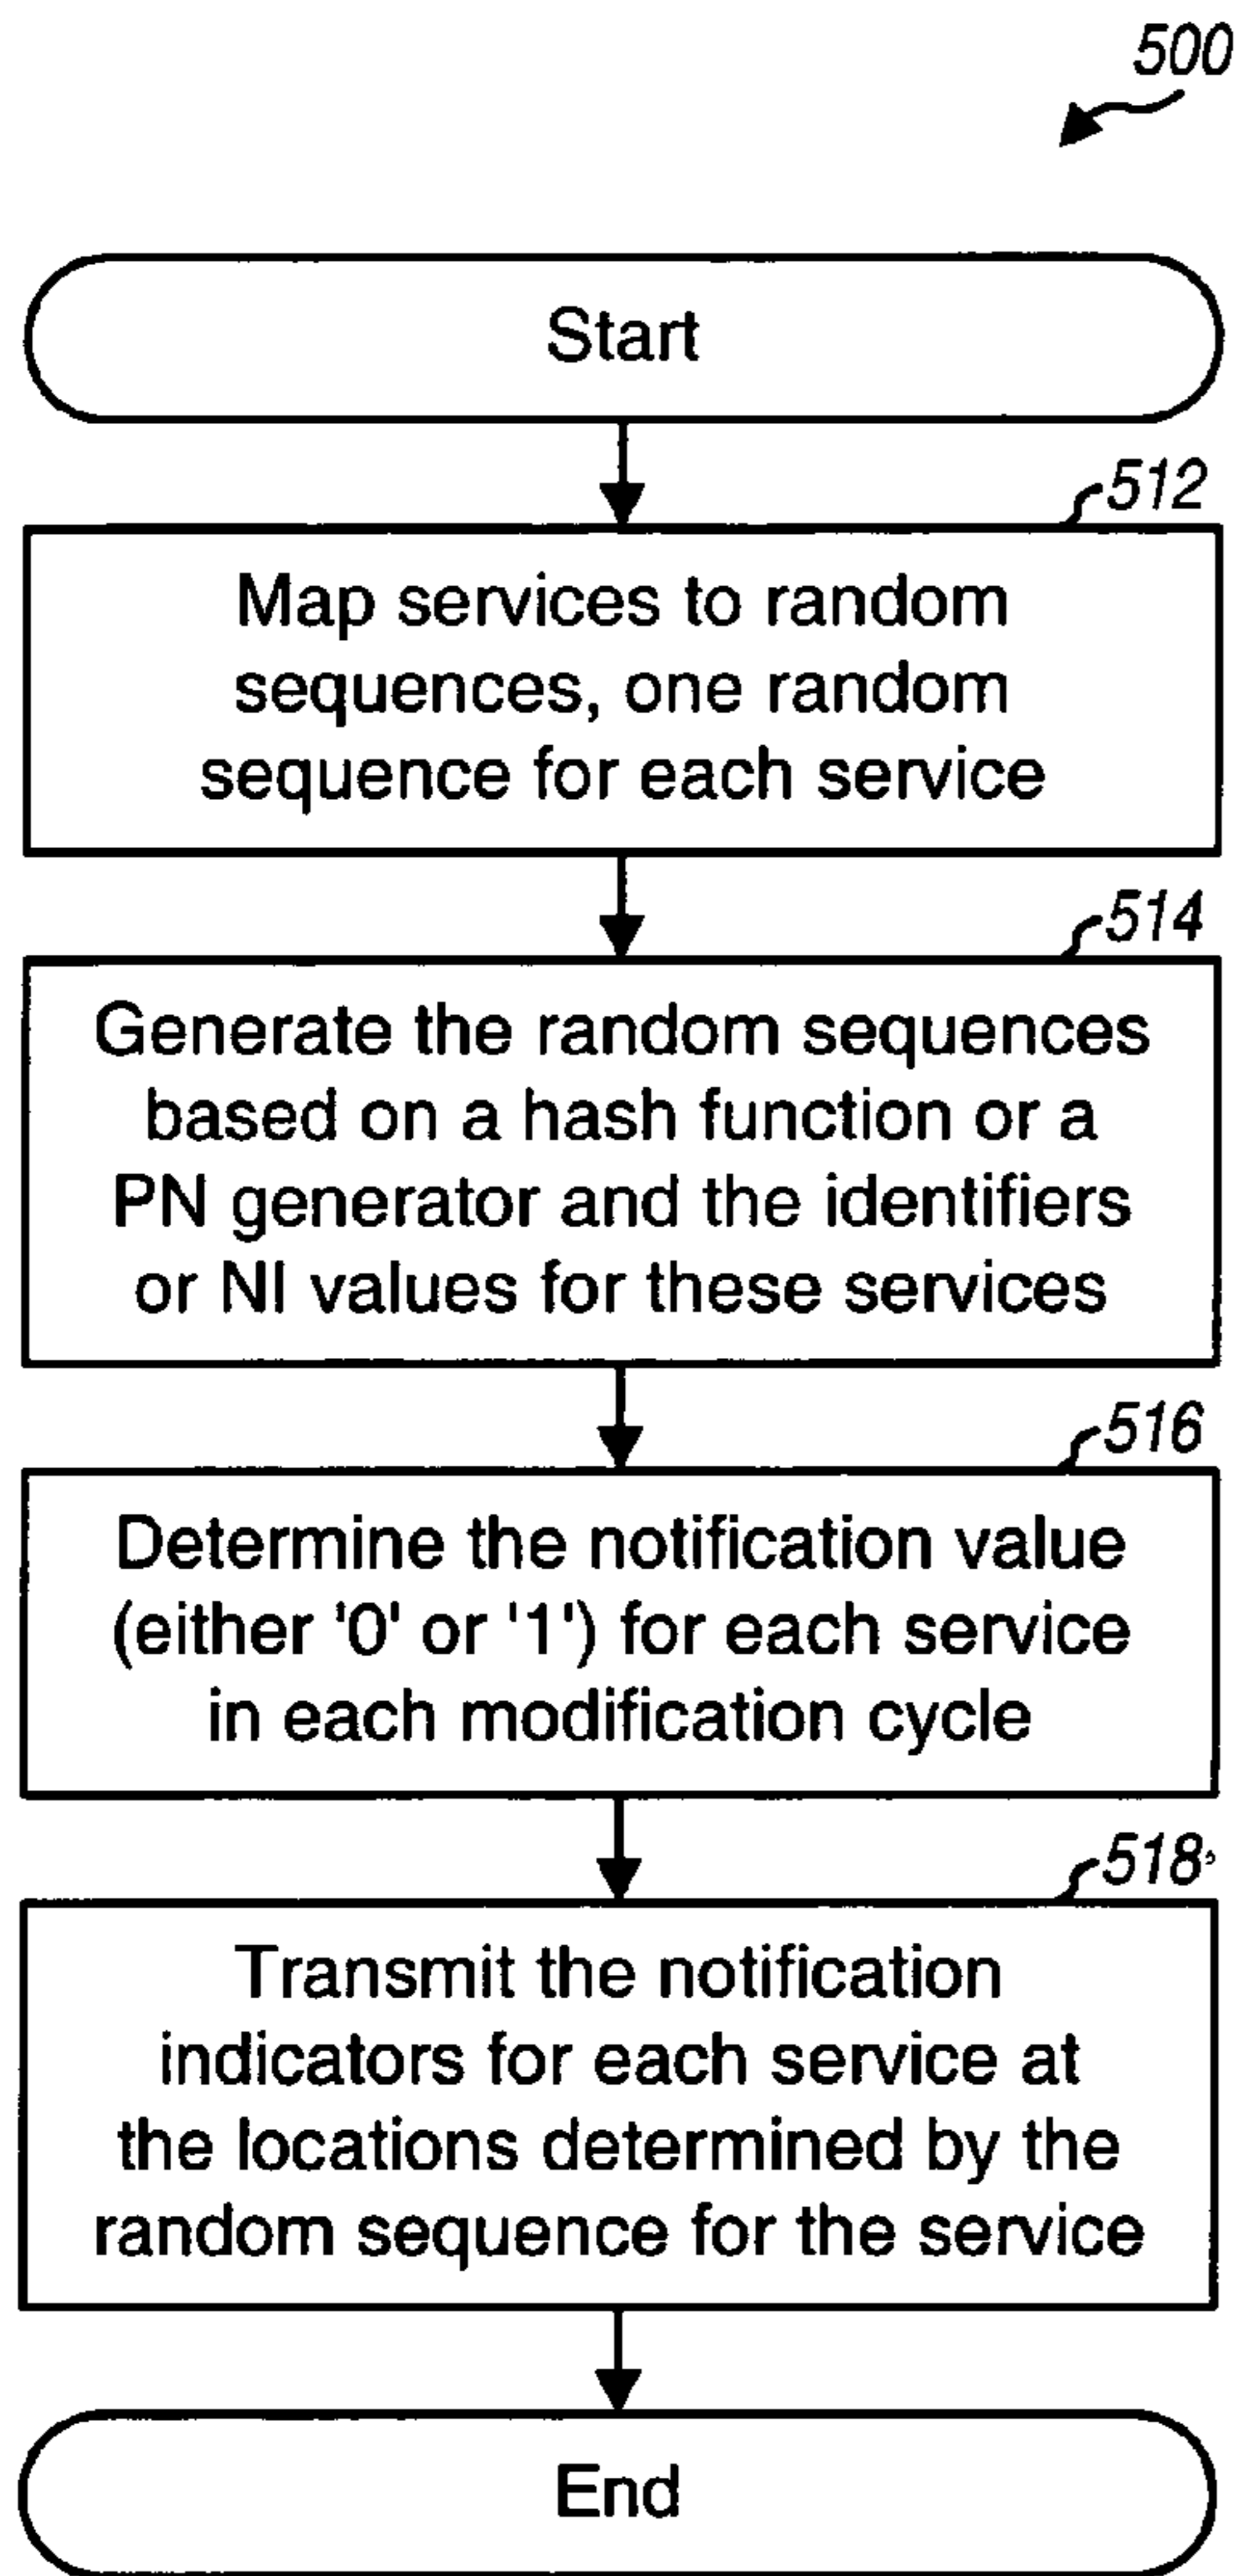 500
Start
512
Map services to random
sequences, one random
sequence for each service
514
Generate the random sequences
based on a hash function or a
PN generator and the identifiers
or NI values for these services
516
Determine the notification value
(either '0' or '1') for each service
in each modification cycle
518
Transmit the notification
indicators for each service at
the locations determined by the
random sequence for the service
End